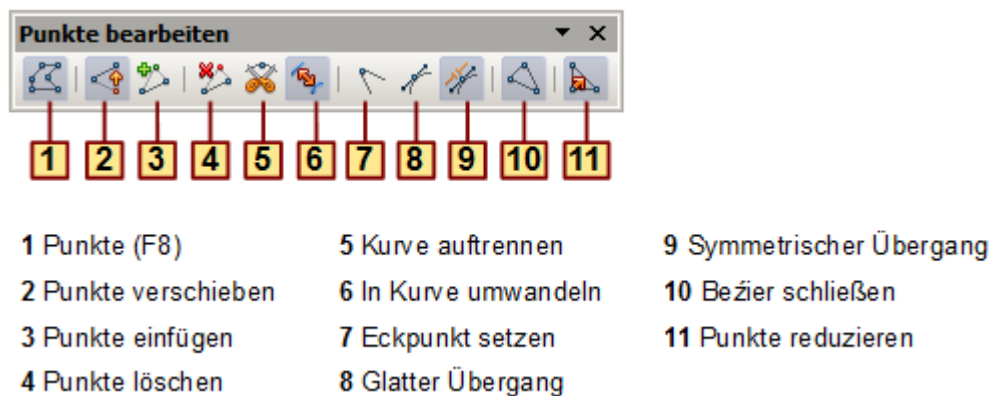 Punkte bearbeiten
1 2 3 4 5 6 7 8 9 10 11
1 Punkte (F8)
2 Punkte verschieben
3 Punkte einfügen
4 Punkte löschen
5 Kurve auftrennen
6 In Kurve umwandeln
7 Eckpunkt setzen
8 Glatter Übergang
9 Symmetrischer Übergang
10 Beźier schließen
11 Punkte reduzieren